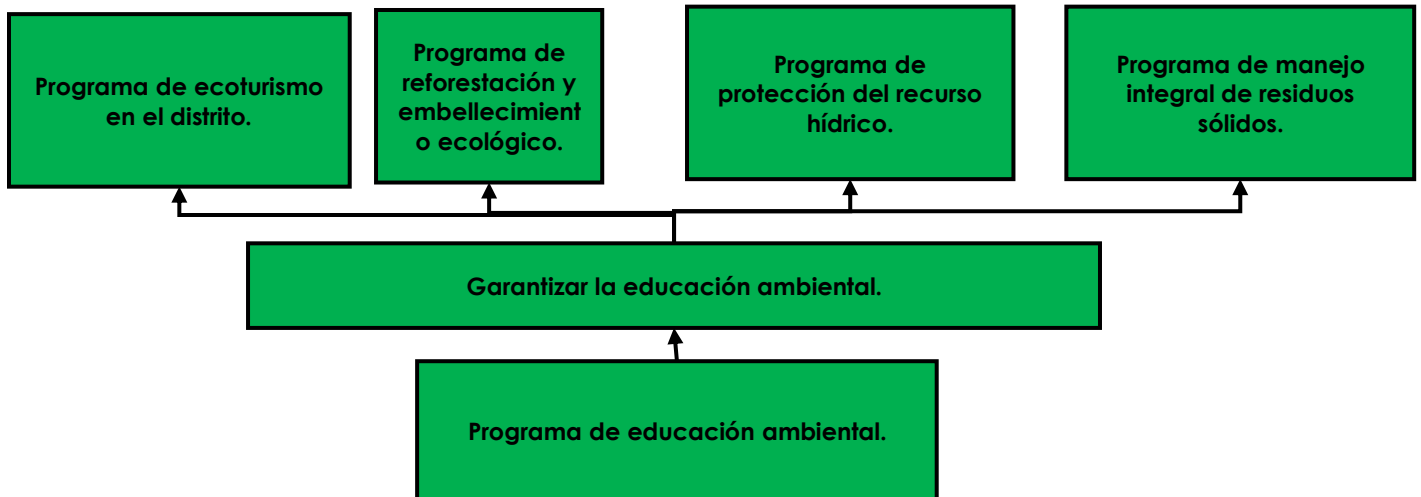 Programa de ecoturismo
en el distrito.
Programa de
reforestación y
embellecimient
o ecológico.
Programa de
protección del recurso
hídrico.
Programa de manejo
integral de residuos
sólidos.
Garantizar la educación ambiental.
Programa de educación ambiental.